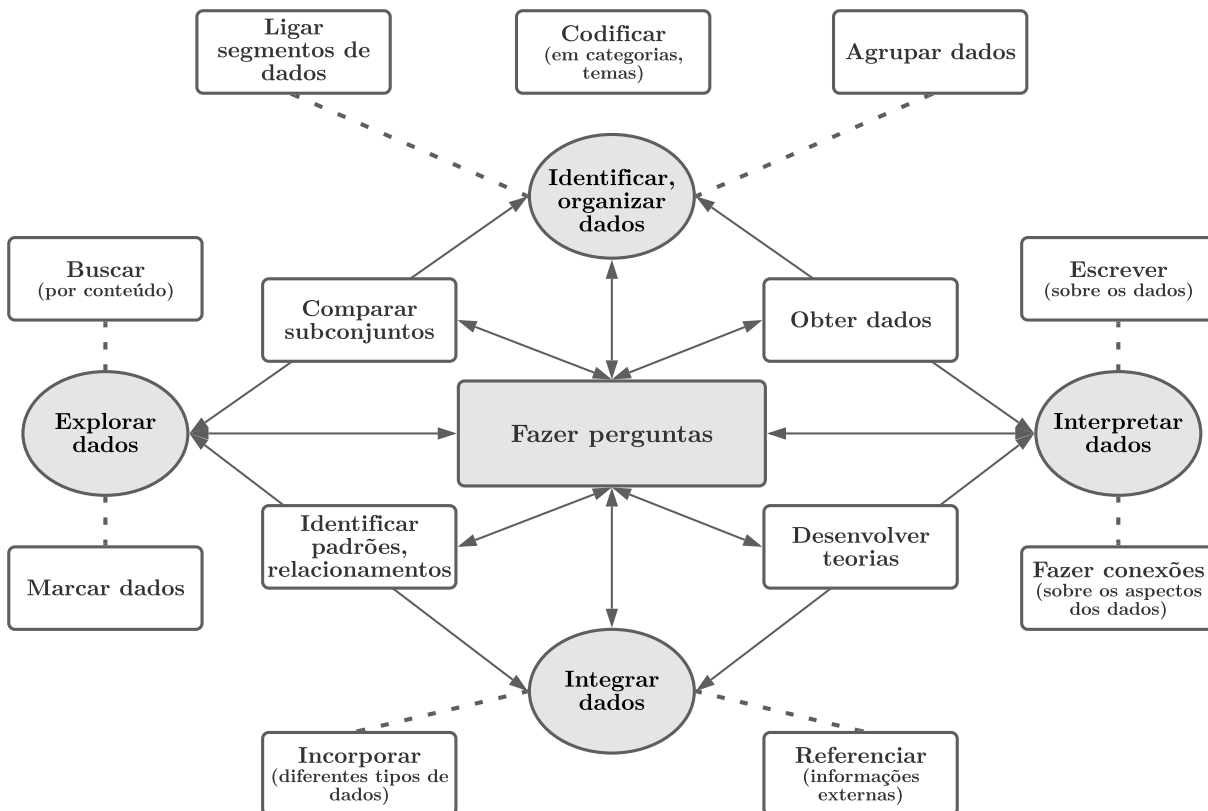 Ligar
segmentos de
dados
Codificar
(em categorias,
temas)
Agrupar dados
Identificar,
organizar
dados
Buscar
(por conteúdo)
Comparar
subconjuntos
Obter dados
Escrever
(sobre os dados)
Explorar
dados
Fazer perguntas
Interpretar
dados
Marcar dados
Identificar
padrões,
relacionamentos
Desenvolver
teorias
Fazer conexões
(sobre os aspectos
dos dados)
Integrar
dados
Incorporar
(diferentes tipos de
dados)
Referenciar
(informações
externas)